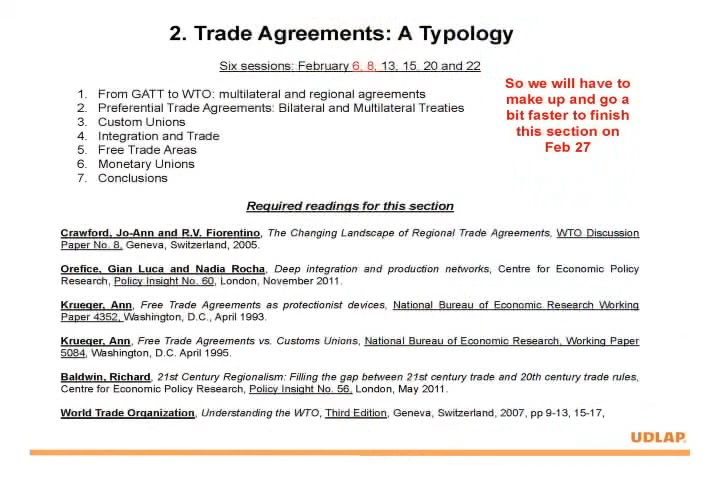 2. Trade Agreements: A Typology
Six sessions: February 6, 8, 13, 15, 20 and 22
So we will have to
make up and go a
bit faster to finish
this section on
Feb 27
1. From GATT to WTO: multilateral and regional agreements
2. Preferential Trade Agreements: Bilateral and Multilateral Treaties
3. Custom Unions
4. Integration and Trade
5. Free Trade Areas
6. Monetary Unions
7. Conclusions
Required readings for this section
Crawford, Jo-Ann and R.V. Fiorentino, The Changing Landscape of Regional Trade Agreements, WTO Discussion
Paper No. 8, Geneva, Switzerland, 2005.
Orefice, Gian Luca and Nadia Rocha, Deep integration and production networks, Centre for Economic Policy
Research, Policy Insight No. 60, London, November 2011.
Krueger, Ann, Free Trade Agreements as protectionist devices, National Bureau of Economic Research Working
Paper 4352, Washington, D.C., April 1993.
Krueger, Ann, Free Trade Agreements vs. Customs Unions, National Bureau of Economic Research, Working Paper
5084, Washington, D.C. April 1995.
Baldwin, Richard, 21st Century Regionalism: Filling the gap between 21st century trade and 20th century trade rules,
Centre for Economic Policy Research, Policy Insight No. 56, London, May 2011.
World Trade Organization, Understanding the WTO, Third Edition, Geneva, Switzerland, 2007, pp 9-13, 15-17,
UDLAP